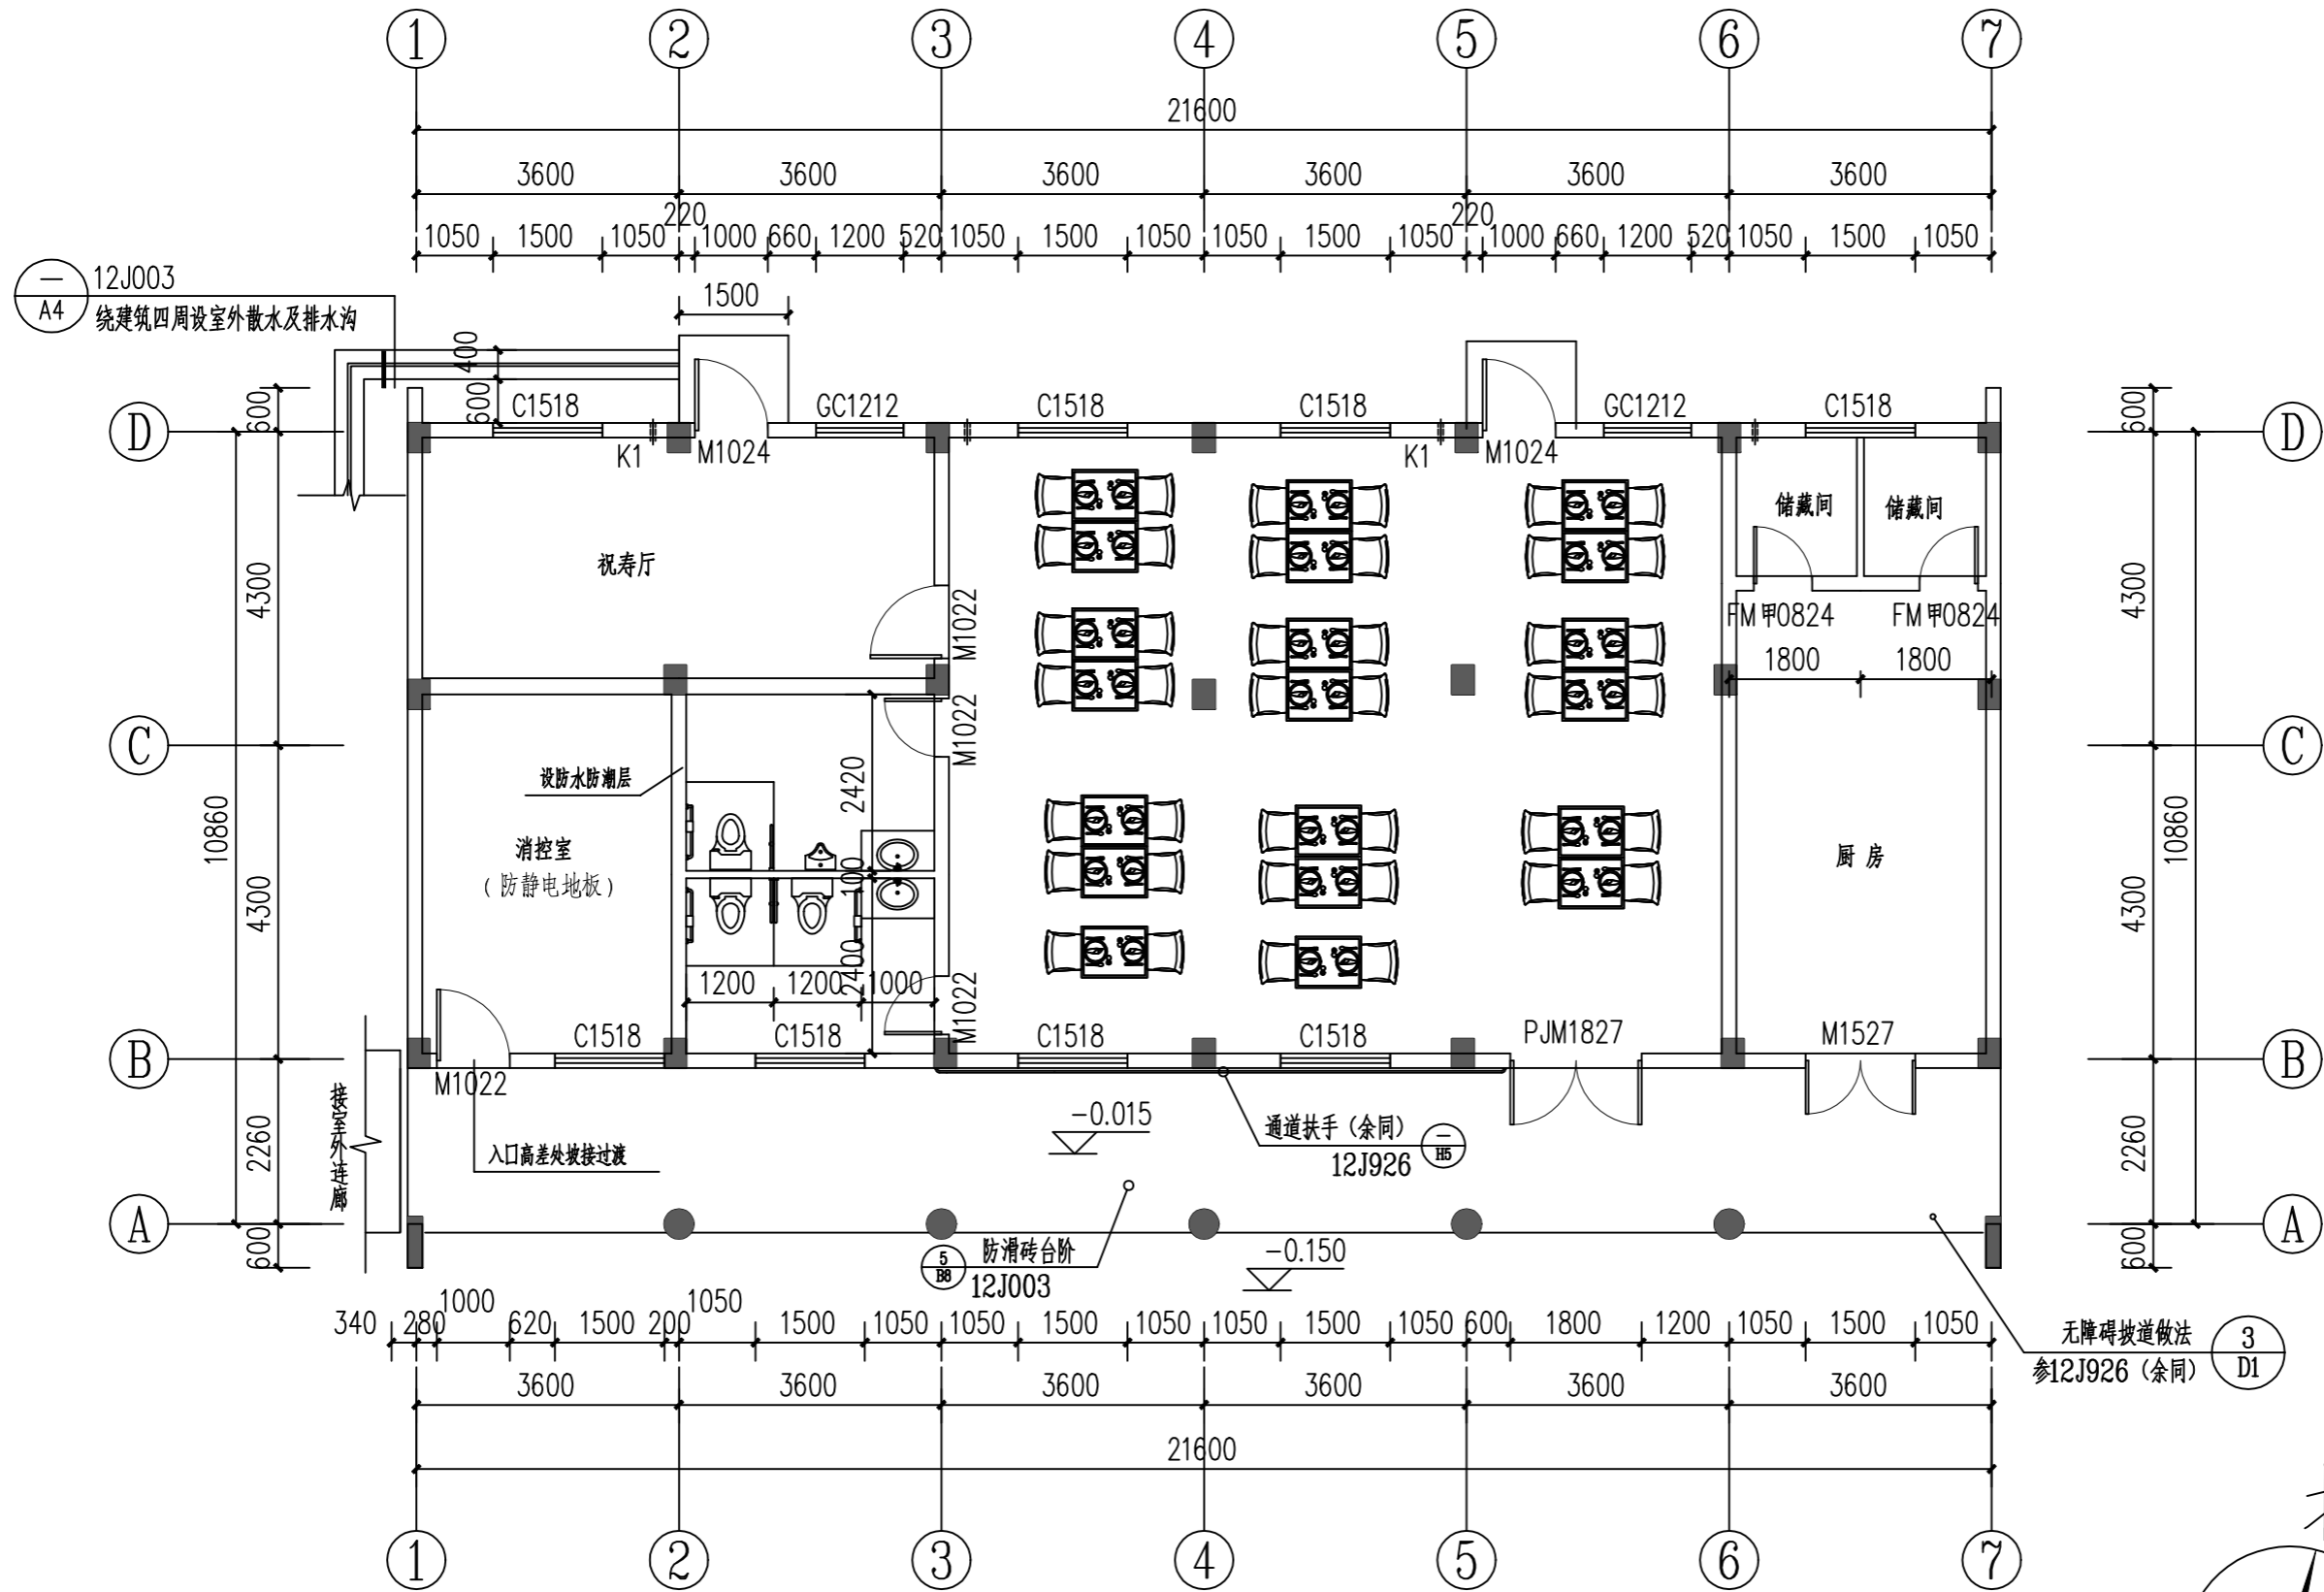 1 2 3 4 5 6 7
21600
3600 3600 3600 3600 3600 3600
220 220
1050 1500 1050 1000 660 1200 520 1050 1500 1050 1050 1500 1050 1000 660 1200 520 1050 1500 1050
12J003
— A4
绕建筑四周设室外散水及排水沟
1500
400
600
600 600
C1518 GC1212 C1518 C1518 GC1212 C1518
D D
K1 M1024 K1 M1024
储藏间 储藏间
祝寿厅
4300 4300
M1022
FM甲0824 FM甲0824
1800 1800
M1022
C C
设防水防潮层
2420
10860 10860
消控室
(防静电地板)
厨房
100
4300 4300
2400
1200 1200 1000
M1022
C1518 C1518 C1518 C1518 PJM1827 M1527
B B
M1022
接室外连廊
-0.015
通道扶手（余同）
— H5
12J926
入口高差处坡接过渡
2260 2260
A A
防滑砖台阶
5 B8
12J003
-0.150
600 600
340 280 1000 620 1500 200 1050 1500 1050 1050 1500 1050 1050 1500 1050 600 1800 1200 1050 1500 1050
无障碍坡道做法
3 D1
参12J926（余同）
3600 3600 3600 3600 3600 3600
21600
1 2 3 4 5 6 7